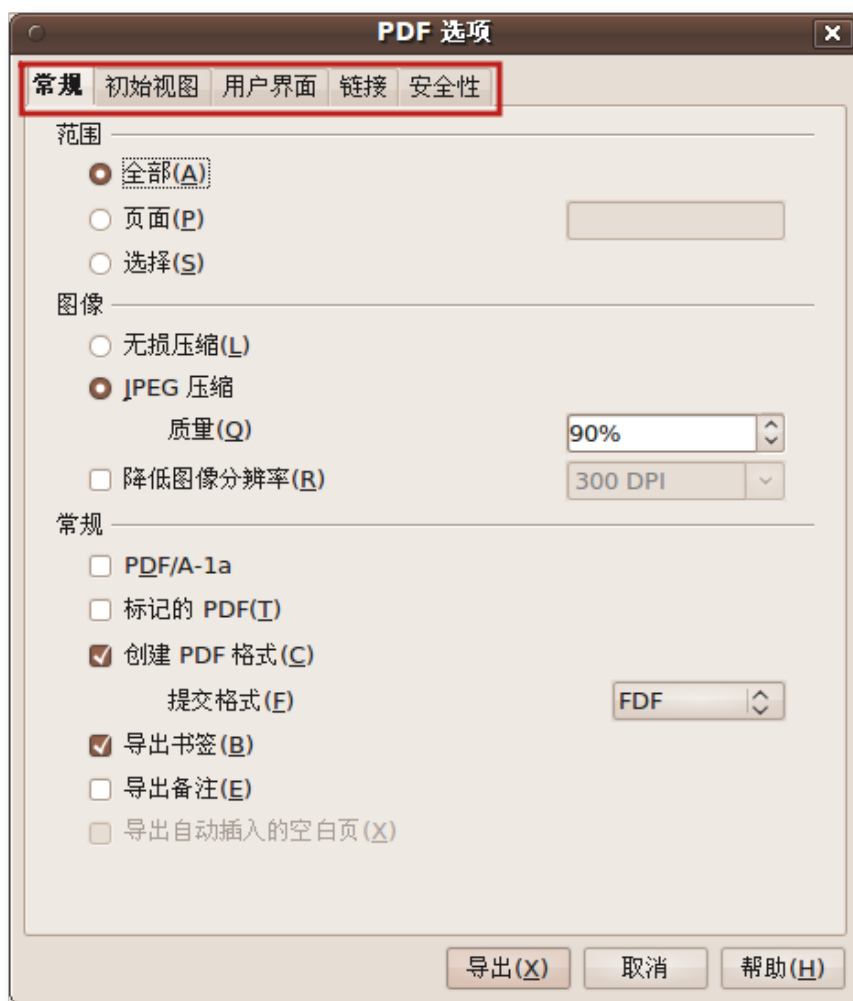 PDF 选项
常规 初始视图 用户界面 链接 安全性
范围
全部(A)
页面(P)
选择(S)
图像
无损压缩(L)
JPEG 压缩
质量(Q) 90%
降低图像分辨率(R) 300 DPI
常规
PDF/A-1a
标记的 PDF(T)
创建 PDF 格式(C)
提交格式(F) FDF
导出书签(B)
导出备注(E)
导出自动插入的空白页(X)
导出(X) 取消 帮助(H)